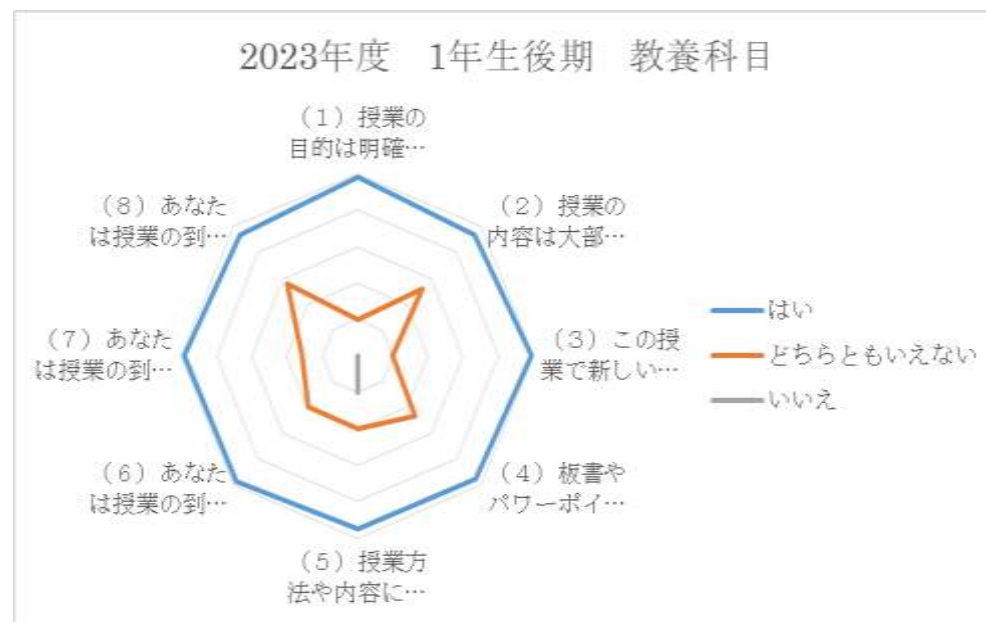 2023年度　1年生後期　教養科目
（１）授業の
目的は明確…
（２）授業の
内容は大部…
（３）この授
業で新しい…
（４）板書や
パワーポイ…
（５）授業方
法や内容に…
（６）あなた
は授業の到…
（７）あなた
は授業の到…
（８）あなた
は授業の到…
はい
どちらともいえない
いいえ